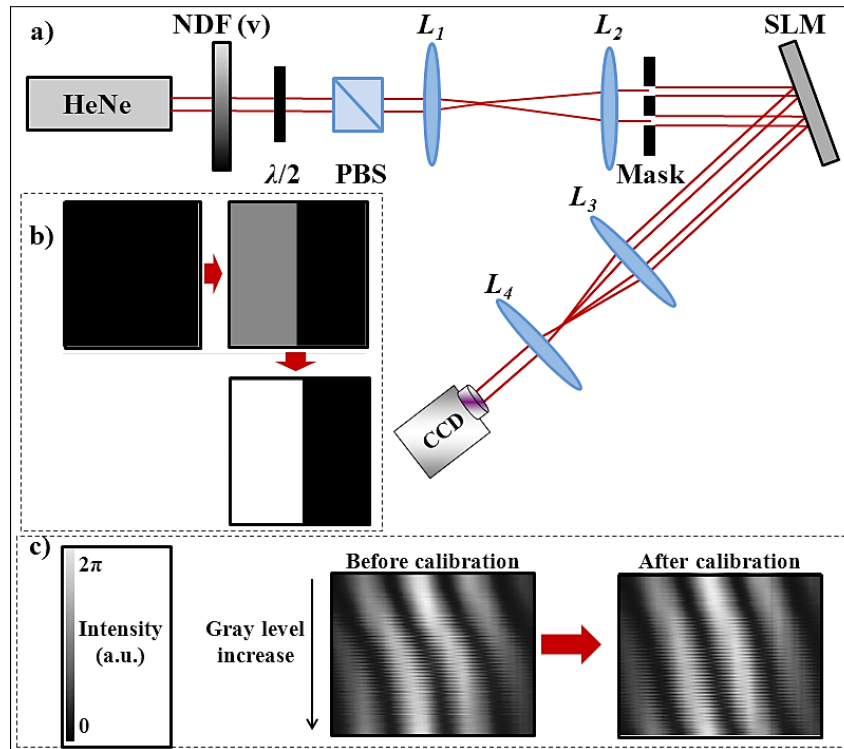 a)
NDF (v)
L₁
L₂
SLM
HeNe
λ/2
PBS
Mask
b)
L₃
L₄
CCD
c)
2π
Intensity
(a.u.)
0
Gray level
increase
Before calibration
After calibration